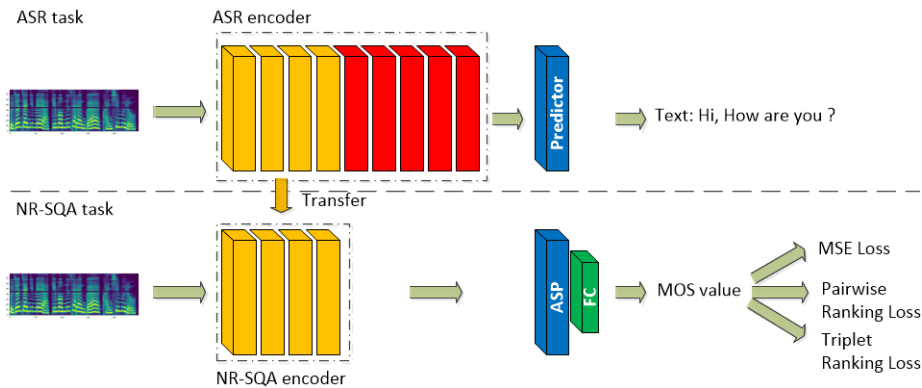 ASR task
ASR encoder
Predictor
Text: Hi, How are you ?
Transfer
NR-SQA task
ASP
FC
MOS value
MSE Loss
Pairwise
Ranking Loss
Triplet
Ranking Loss
NR-SQA encoder